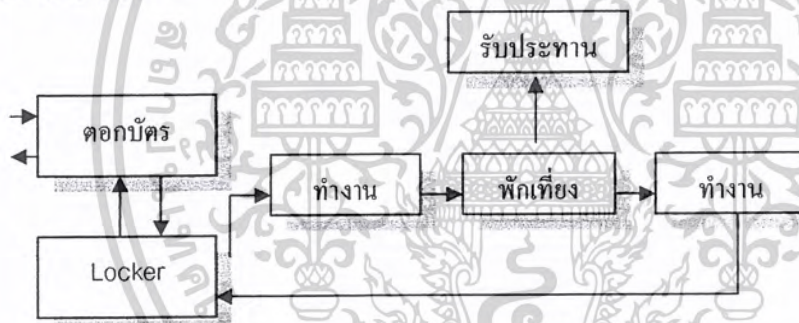 รับประทาน
ตอกบัตร
ทำงาน
พักเที่ยง
ทำงาน
Locker